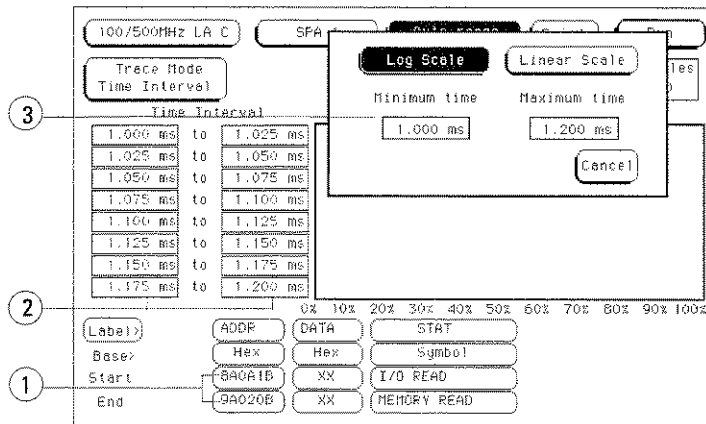 100/500MHz LA C
Log Scale
Linear Scale
Trace Mode
Time Interval
Minimum time
Maximum time
3
Time Interval
1.000 ms
1.200 ms
1.000 ms to 1.025 ms
1.025 ms to 1.050 ms
Cancel
1.050 ms to 1.075 ms
1.075 ms to 1.100 ms
1.100 ms to 1.125 ms
1.125 ms to 1.150 ms
1.150 ms to 1.175 ms
2
1.175 ms to 1.200 ms
0% 10% 20% 30% 40% 50% 60% 70% 80% 90% 100%
Label> ADDR DATA STAT
Base> Hex Hex Symbol
1
Start 8A0A1B XX I/O READ
End 9A020B XX MEMORY READ